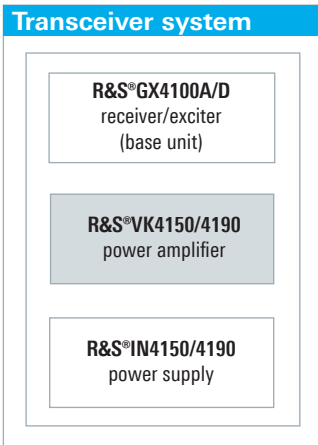 Transceiver system
R&S®GX4100A/D
receiver/exciter
(base unit)
R&S®VK4150/4190
power amplifier
R&S®IN4150/4190
power supply